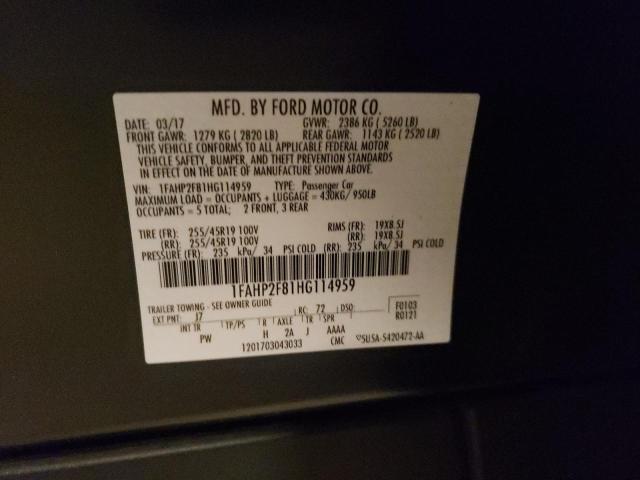 MFD. BY FORD MOTOR CO.
DATE: 03/17 GVWR: 2386 KG ( 5260 LB)
FRONT GAWR: 1279 KG ( 2820 LB) REAR GAWR: 1143 KG ( 2520 LB)
THIS VEHICLE CONFORMS TO ALL APPLICABLE FEDERAL MOTOR
VEHICLE SAFETY, BUMPER, AND THEFT PREVENTION STANDARDS
IN EFFECT ON THE DATE OF MANUFACTURE SHOWN ABOVE.
VIN: 1FAHP2F81HG114959 TYPE: Passenger Car
MAXIMUM LOAD = OCCUPANTS + LUGGAGE = 430KG/ 950LB
OCCUPANTS = 5 TOTAL; 2 FRONT, 3 REAR
TIRE (FR): 255/45R19 100V RIMS (FR): 19X8.5J
(RR): 255/45R19 100V (RR): 19X8.5J
PRESSURE (FR): 235 kPa/ 34 PSI COLD (RR): 235 kPa/ 34 PSI COLD
1FAHP2F81HG114959
TRAILER TOWING - SEE OWNER GUIDE
EXT PNT: J7 RC: 72 DSO: F0103
INT TR TP/PS R AXLE TR SPR R0121
PW H 2A J AAAA
1201703043033 CMC 5U5A-5420472-AA